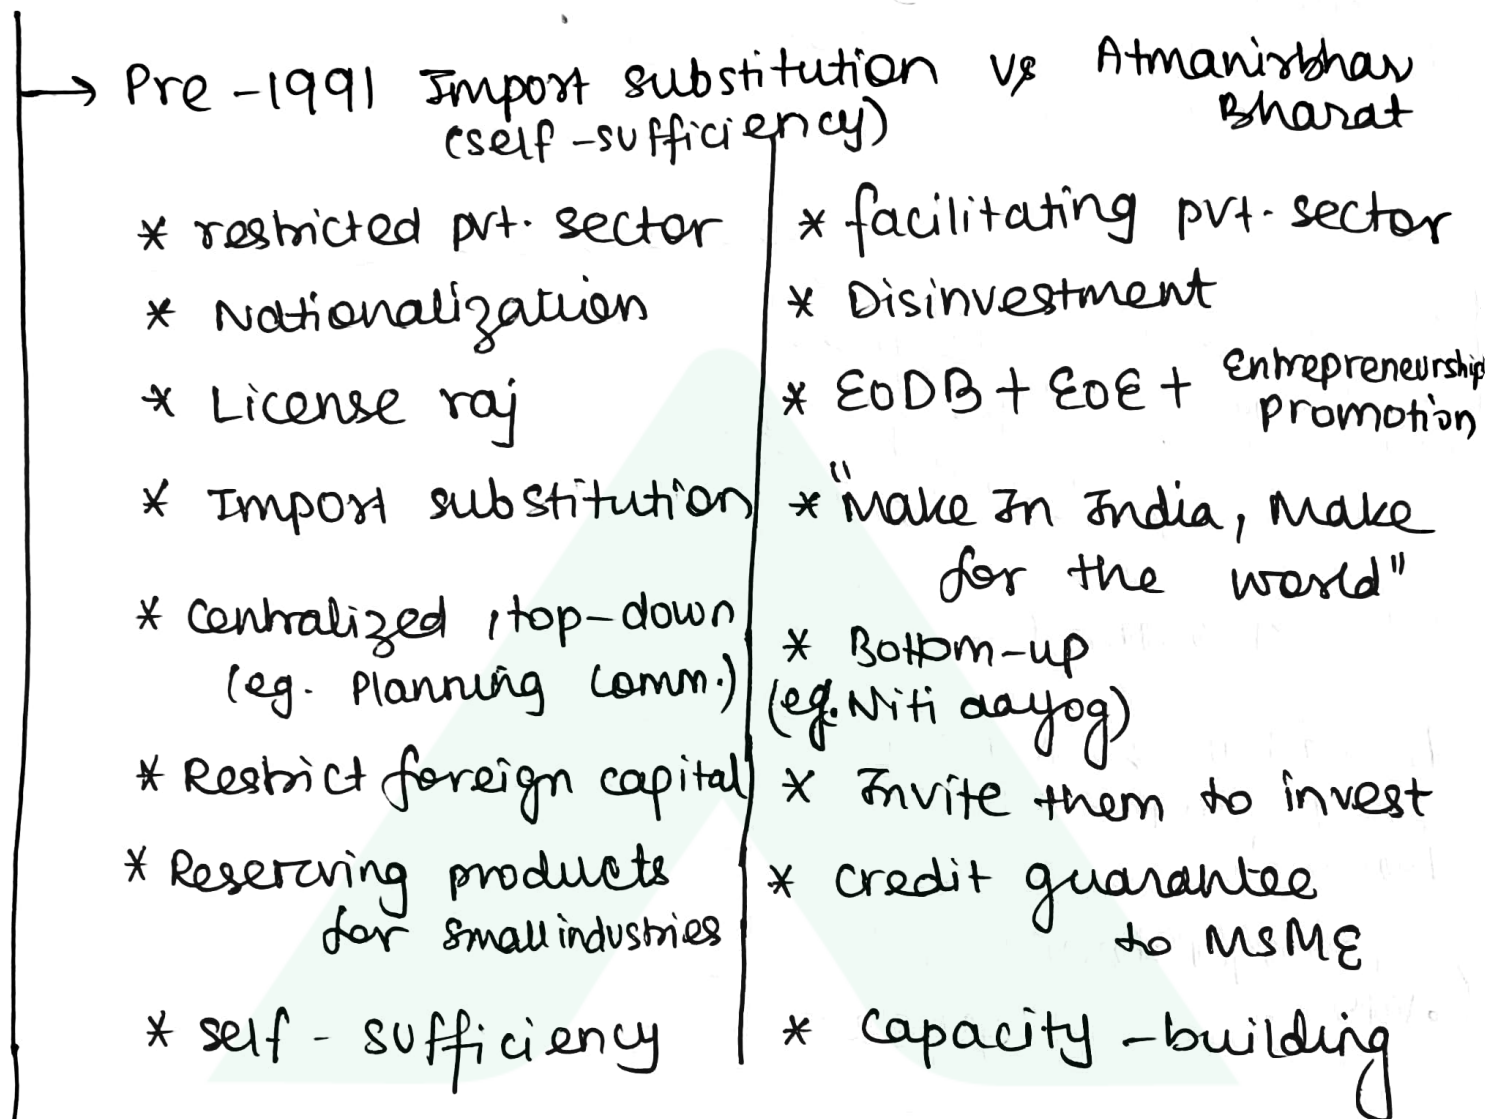 → Pre-1991 Import substitution vs Atmanirbhar
(self-sufficiency)
Bharat
* restricted pvt. sector
* Nationalization
* License raj
* Import substitution
* Centralized, top-down
(eg. Planning Comm.)
* Restrict foreign capital
* Reserving products
for small industries
* self-sufficiency
* facilitating pvt. sector
* Disinvestment
* EODB + EOE + Entrepreneurship
promotion
* "Make In India, Make
for the world"
* Bottom-up
(eg. Niti aayog)
* Invite them to invest
* credit guarantee
to MSME
* capacity-building